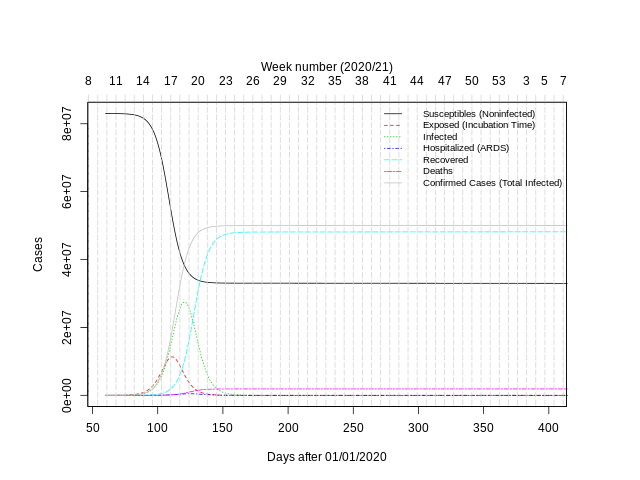 Week number (2020/21)
8 11 14 17 20 23 26 29 32 35 38 41 44 47 50 53 3 5 7
Susceptibles (Noninfected)
Exposed (Incubation Time)
Infected
Hospitalized (ARDS)
Recovered
Deaths
Confirmed Cases (Total Infected)
Cases
8e+07
6e+07
4e+07
2e+07
0e+00
50 100 150 200 250 300 350 400
Days after 01/01/2020